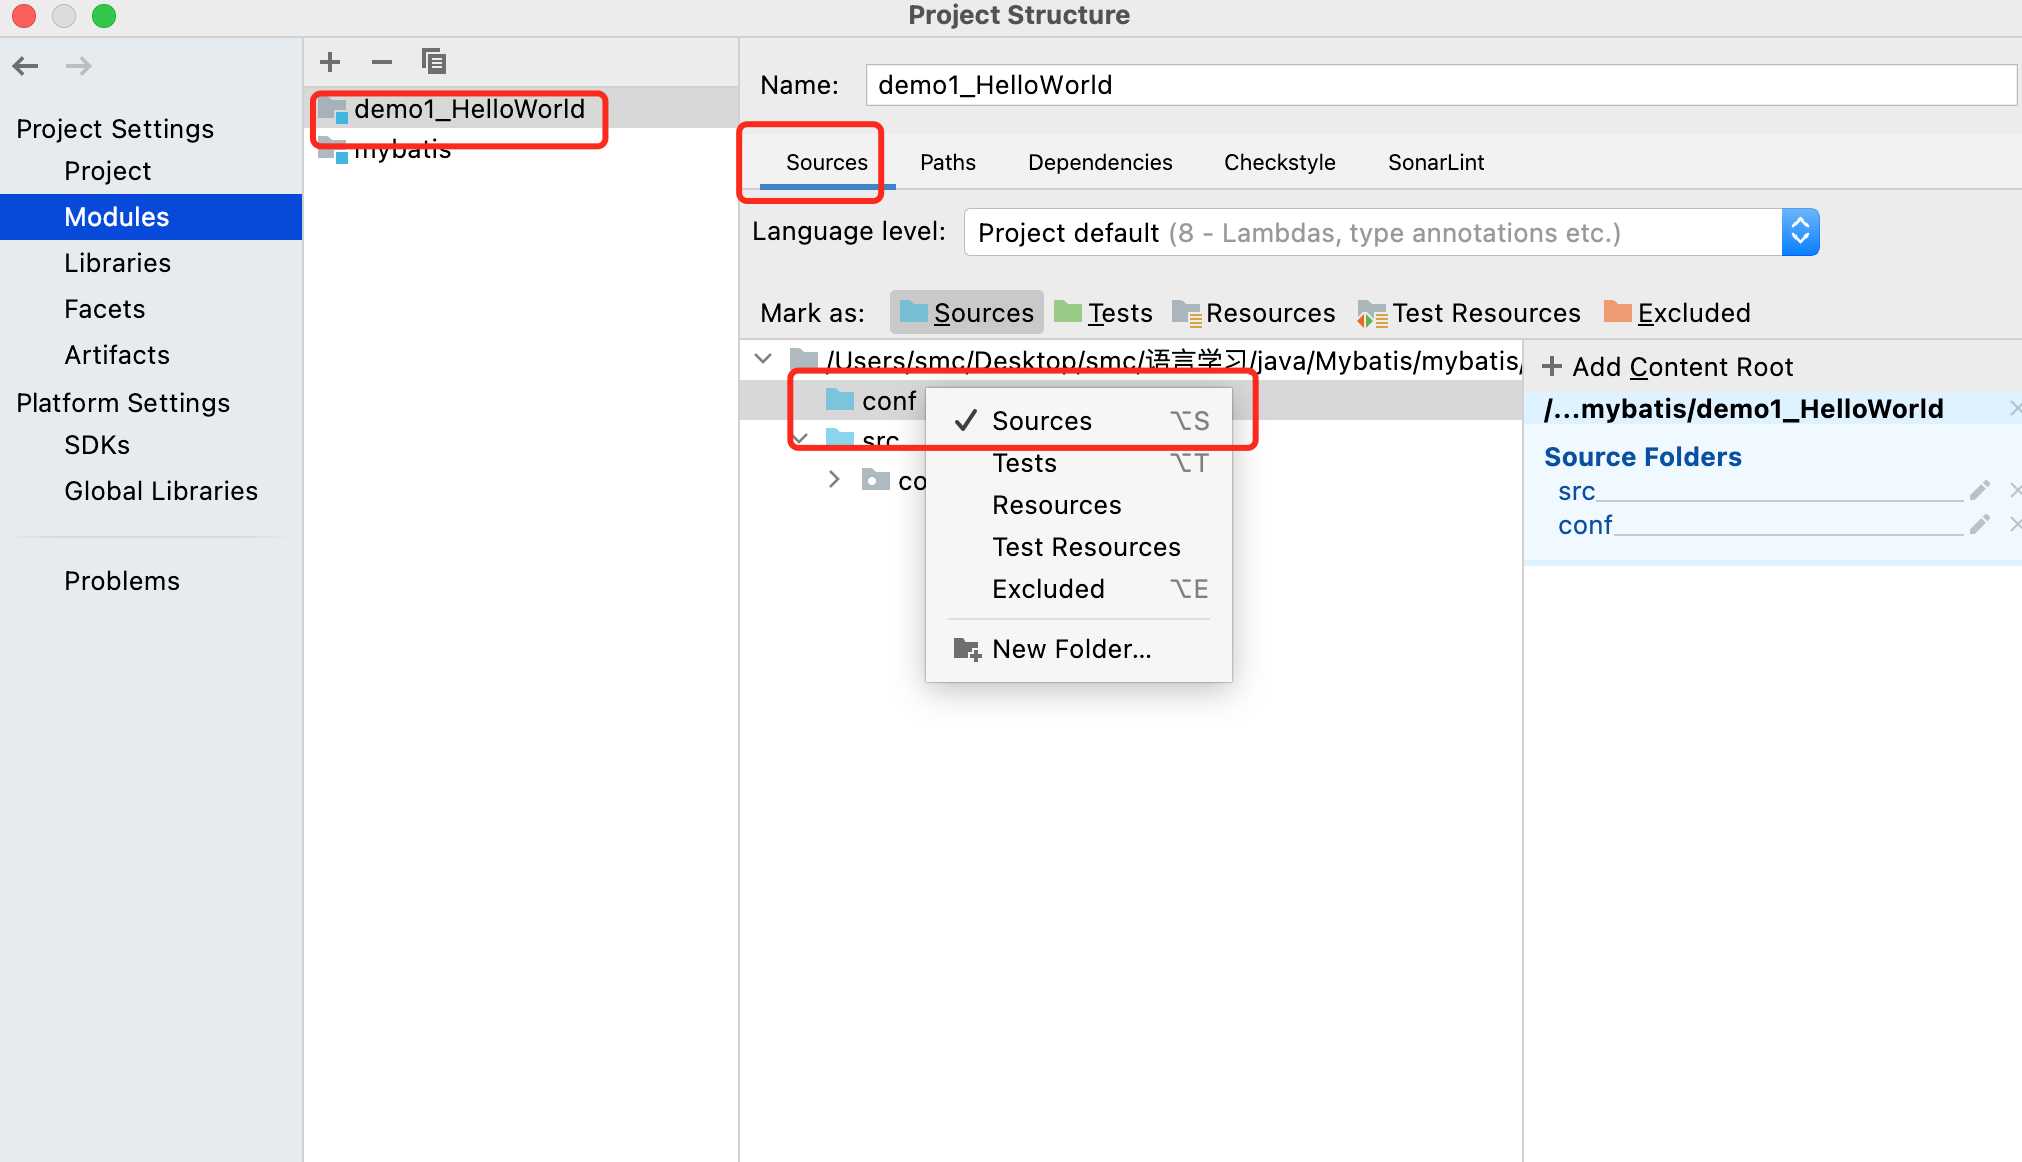 Project Structure
Project Settings
Project
Modules
Libraries
Facets
Artifacts
Platform Settings
SDKs
Global Libraries
Problems
demo1_HelloWorld
mybatis
Name: demo1_HelloWorld
Sources Paths Dependencies Checkstyle SonarLint
Language level: Project default (8 - Lambdas, type annotations etc.)
Mark as: Sources Tests Resources Test Resources Excluded
/Users/smc/Desktop/smc/语言学习/java/Mybatis/mybatis/
conf
src
co
Sources ⌥S
Tests ⌥T
Resources
Test Resources
Excluded ⌥E
New Folder...
+ Add Content Root
/...mybatis/demo1_HelloWorld
Source Folders
src
conf